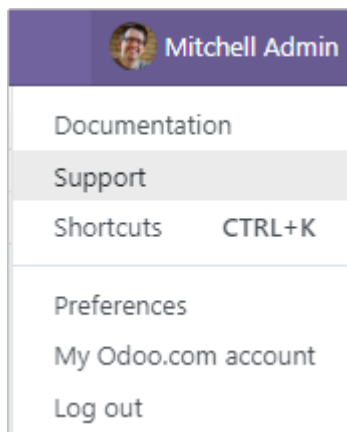 Mitchell Admin
Documentation
Support
Shortcuts CTRL+K
Preferences
My Odoo.com account
Log out